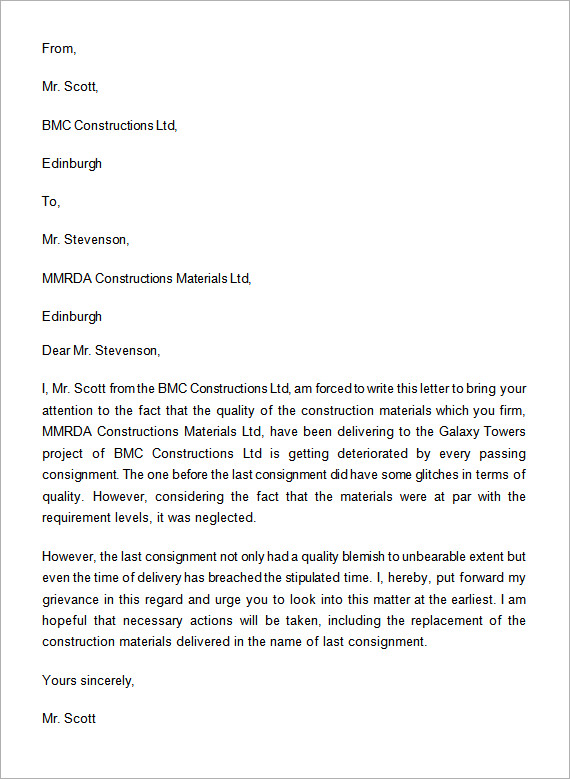 From,
Mr. Scott,
BMC Constructions Ltd,
Edinburgh
To,
Mr. Stevenson,
MMRDA Constructions Materials Ltd,
Edinburgh
Dear Mr. Stevenson,
I, Mr. Scott from the BMC Constructions Ltd, am forced to write this letter to bring your
attention to the fact that the quality of the construction materials which you firm,
MMRDA Constructions Materials Ltd, have been delivering to the Galaxy Towers
project of BMC Constructions Ltd is getting deteriorated by every passing
consignment. The one before the last consignment did have some glitches in terms of
quality. However, considering the fact that the materials were at par with the
requirement levels, it was neglected.
However, the last consignment not only had a quality blemish to unbearable extent but
even the time of delivery has breached the stipulated time. I, hereby, put forward my
grievance in this regard and urge you to look into this matter at the earliest. I am
hopeful that necessary actions will be taken, including the replacement of the
construction materials delivered in the name of last consignment.
Yours sincerely,
Mr. Scott